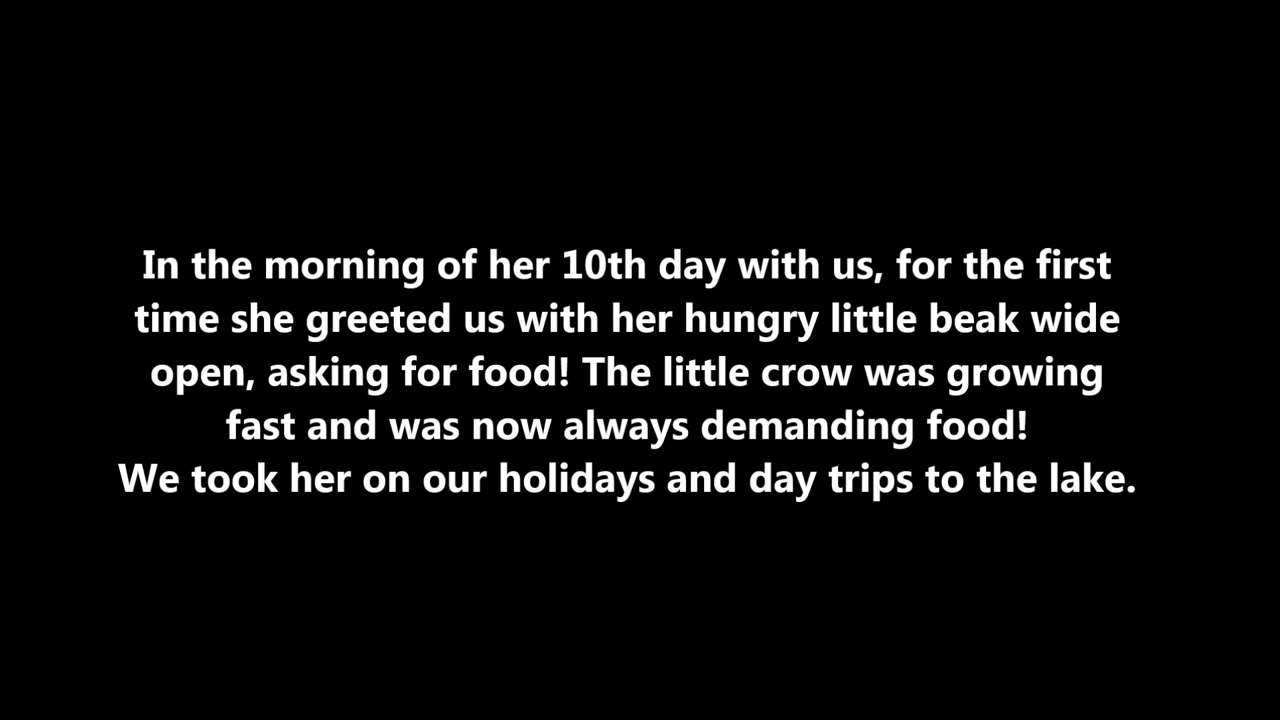 In the morning of her 10th day with us, for the first
time she greeted us with her hungry little beak wide
open, asking for food! The little crow was growing
fast and was now always demanding food!
We took her on our holidays and day trips to the lake.